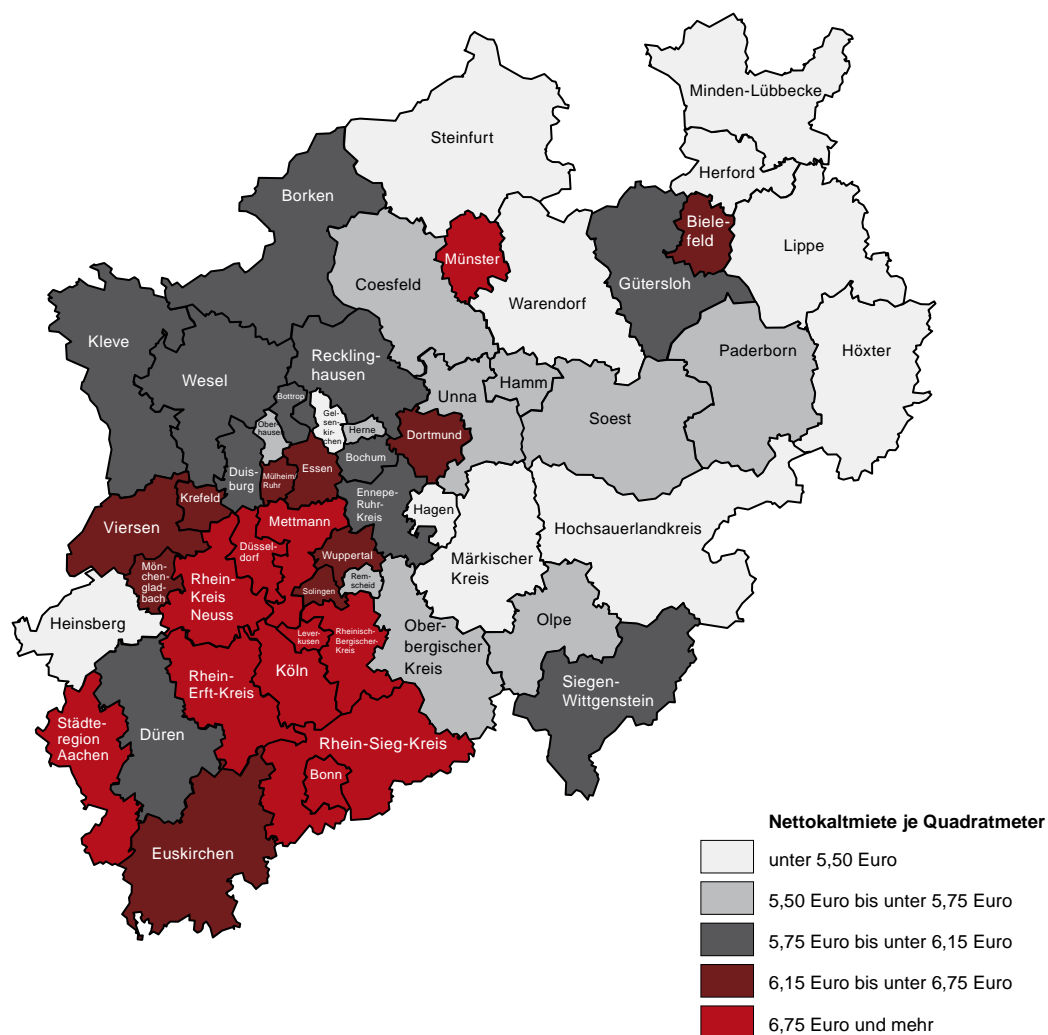 Minden-Lübbecke
Steinfurt
Herford
Borken
Biele-
feld
Lippe
Münster
Coesfeld
Gütersloh
Warendorf
Kleve
Paderborn
Höxter
Reckling-
hausen
Wesel
Hamm
Unna
Soest
Bottrop
Gel-
sen-
kir-
chen
Ober-
hausen
Herne
Dortmund
Bochum
Essen
Duis-
burg
Mülheim/
Ruhr
Krefeld
Ennepe-
Ruhr-
Kreis
Hagen
Viersen
Mettmann
Hochsauerlandkreis
Düssel-
dorf
Wuppertal
Märkischer
Kreis
Mön-
chen-
glad-
bach
Rhein-
Kreis
Neuss
Rem-
scheid
Solingen
Heinsberg
Olpe
Ober-
bergischer
Kreis
Lever-
kusen
Rheinisch-
Bergischer-
Kreis
Köln
Rhein-
Erft-Kreis
Siegen-
Wittgenstein
Städte-
region
Aachen
Düren
Rhein-Sieg-Kreis
Bonn
Euskirchen
Nettokaltmiete je Quadratmeter
unter 5,50 Euro
5,50 Euro bis unter 5,75 Euro
5,75 Euro bis unter 6,15 Euro
6,15 Euro bis unter 6,75 Euro
6,75 Euro und mehr